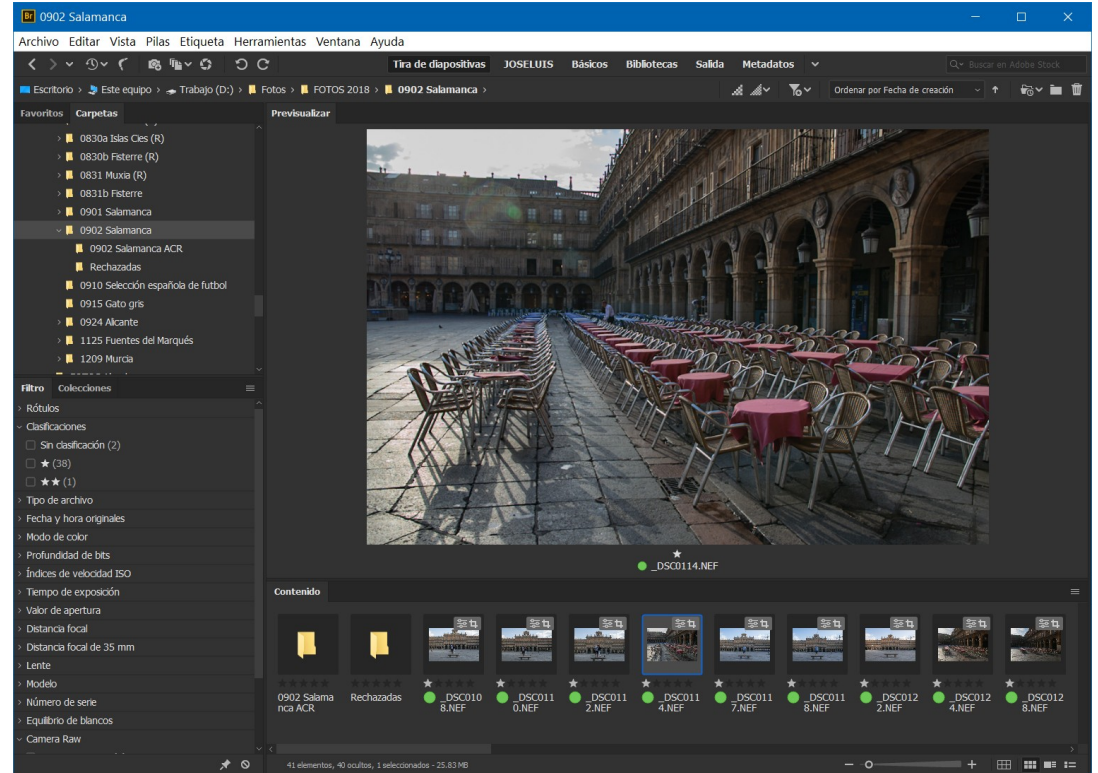 Br 0902 Salamanca
Archivo Editar Vista Pilas Etiqueta Herramientas Ventana Ayuda
Tira de diapositivas JOSELUIS Básicos Bibliotecas Salida Metadatos
Buscar en Adobe Stock
Escritorio > Este equipo > Trabajo (D:) > Fotos > FOTOS 2018 > 0902 Salamanca >
Ordenar por Fecha de creación
Favoritos Carpetas
0830a Islas Cies (R)
0830b Fisterre (R)
0831 Muxia (R)
0831b Fisterre
0901 Salamanca
0902 Salamanca
0902 Salamanca ACR
Rechazadas
0910 Selección española de futbol
0915 Gato gris
0924 Alicante
1125 Fuentes del Marqués
1209 Murcia
Filtro Colecciones
Rótulos
Clasificaciones
Sin clasificación (2)
★ (38)
★★ (1)
Tipo de archivo
Fecha y hora originales
Modo de color
Profundidad de bits
Índices de velocidad ISO
Tiempo de exposición
Valor de apertura
Distancia focal
Distancia focal de 35 mm
Lente
Modelo
Número de serie
Equilibrio de blancos
Camera Raw
Previsualizar
_DSC0114.NEF
Contenido
0902 Salama
nca ACR
Rechazadas
_DSC010
8.NEF
_DSC011
0.NEF
_DSC011
2.NEF
_DSC011
4.NEF
_DSC011
7.NEF
_DSC011
8.NEF
_DSC012
2.NEF
_DSC012
4.NEF
_DSC012
8.NEF
41 elementos, 40 ocultos, 1 seleccionados - 25.83 MB